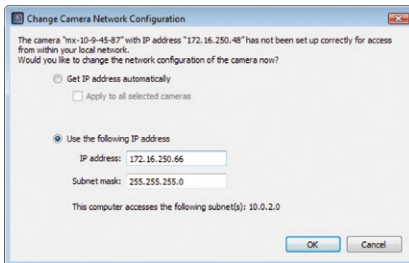 Change Camera Network Configuration
The camera "mx-10-9-45-87" with IP address "172.16.250.48" has not been set up correctly for access
from within your local network.
Would you like to change the network configuration of the camera now?
Get IP address automatically
Apply to all selected cameras
Use the following IP address
IP address: 172.16.250.66
Subnet mask: 255.255.255.0
This computer accesses the following subnet(s): 10.0.2.0
OK Cancel